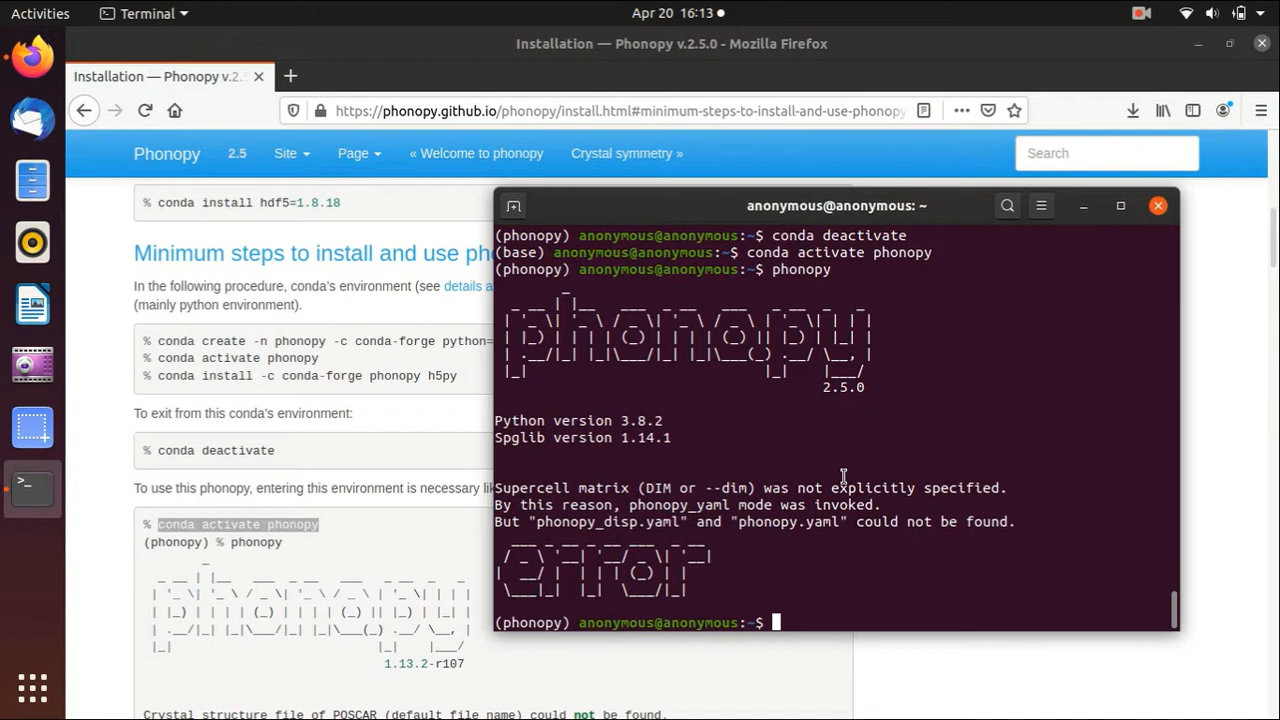 Activities
Terminal
Apr 20 16:13
Installation — Phonopy v.2.5.0 - Mozilla Firefox
Installation — Phonopy v.2.5
https://phonopy.github.io/phonopy/install.html#minimum-steps-to-install-and-use-phonopy
Phonopy 2.5 Site Page « Welcome to phonopy Crystal symmetry » Search
% conda install hdf5=1.8.18
Minimum steps to install and use
In the following procedure, conda's environment (see details
(mainly python environment).
% conda create -n phonopy -c conda-forge python=
% conda activate phonopy
% conda install -c conda-forge phonopy h5py
To exit from this conda's environment:
% conda deactivate
To use this phonopy, entering this environment is necessary
% conda activate phonopy
(phonopy) % phonopy
phonopy
1.13.2-r107
Crystal structure file of POSCAR (default file name) could not be found.
anonymous@anonymous: ~
(phonopy) anonymous@anonymous:~$ conda deactivate
(base) anonymous@anonymous:~$ conda activate phonopy
(phonopy) anonymous@anonymous:~$ phonopy
phonopy
2.5.0
Python version 3.8.2
Spglib version 1.14.1
Supercell matrix (DIM or --dim) was not explicitly specified.
By this reason, phonopy_yaml mode was invoked.
But "phonopy_disp.yaml" and "phonopy.yaml" could not be found.
error
(phonopy) anonymous@anonymous:~$